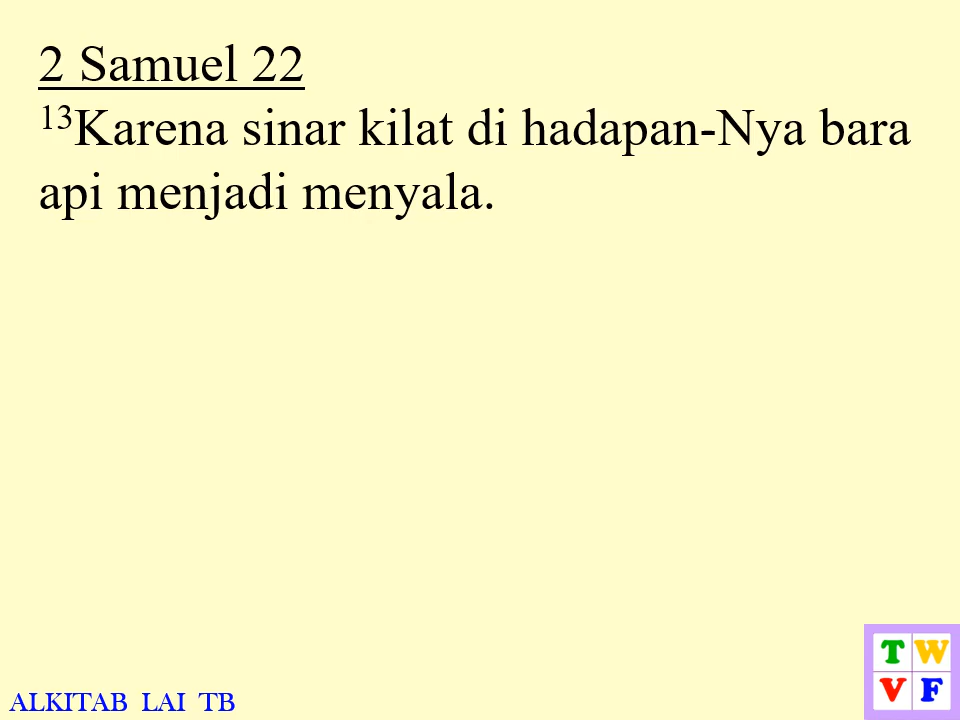 2 Samuel 22
13Karena sinar kilat di hadapan-Nya bara
api menjadi menyala.
ALKITAB LAI TB
T W
V F